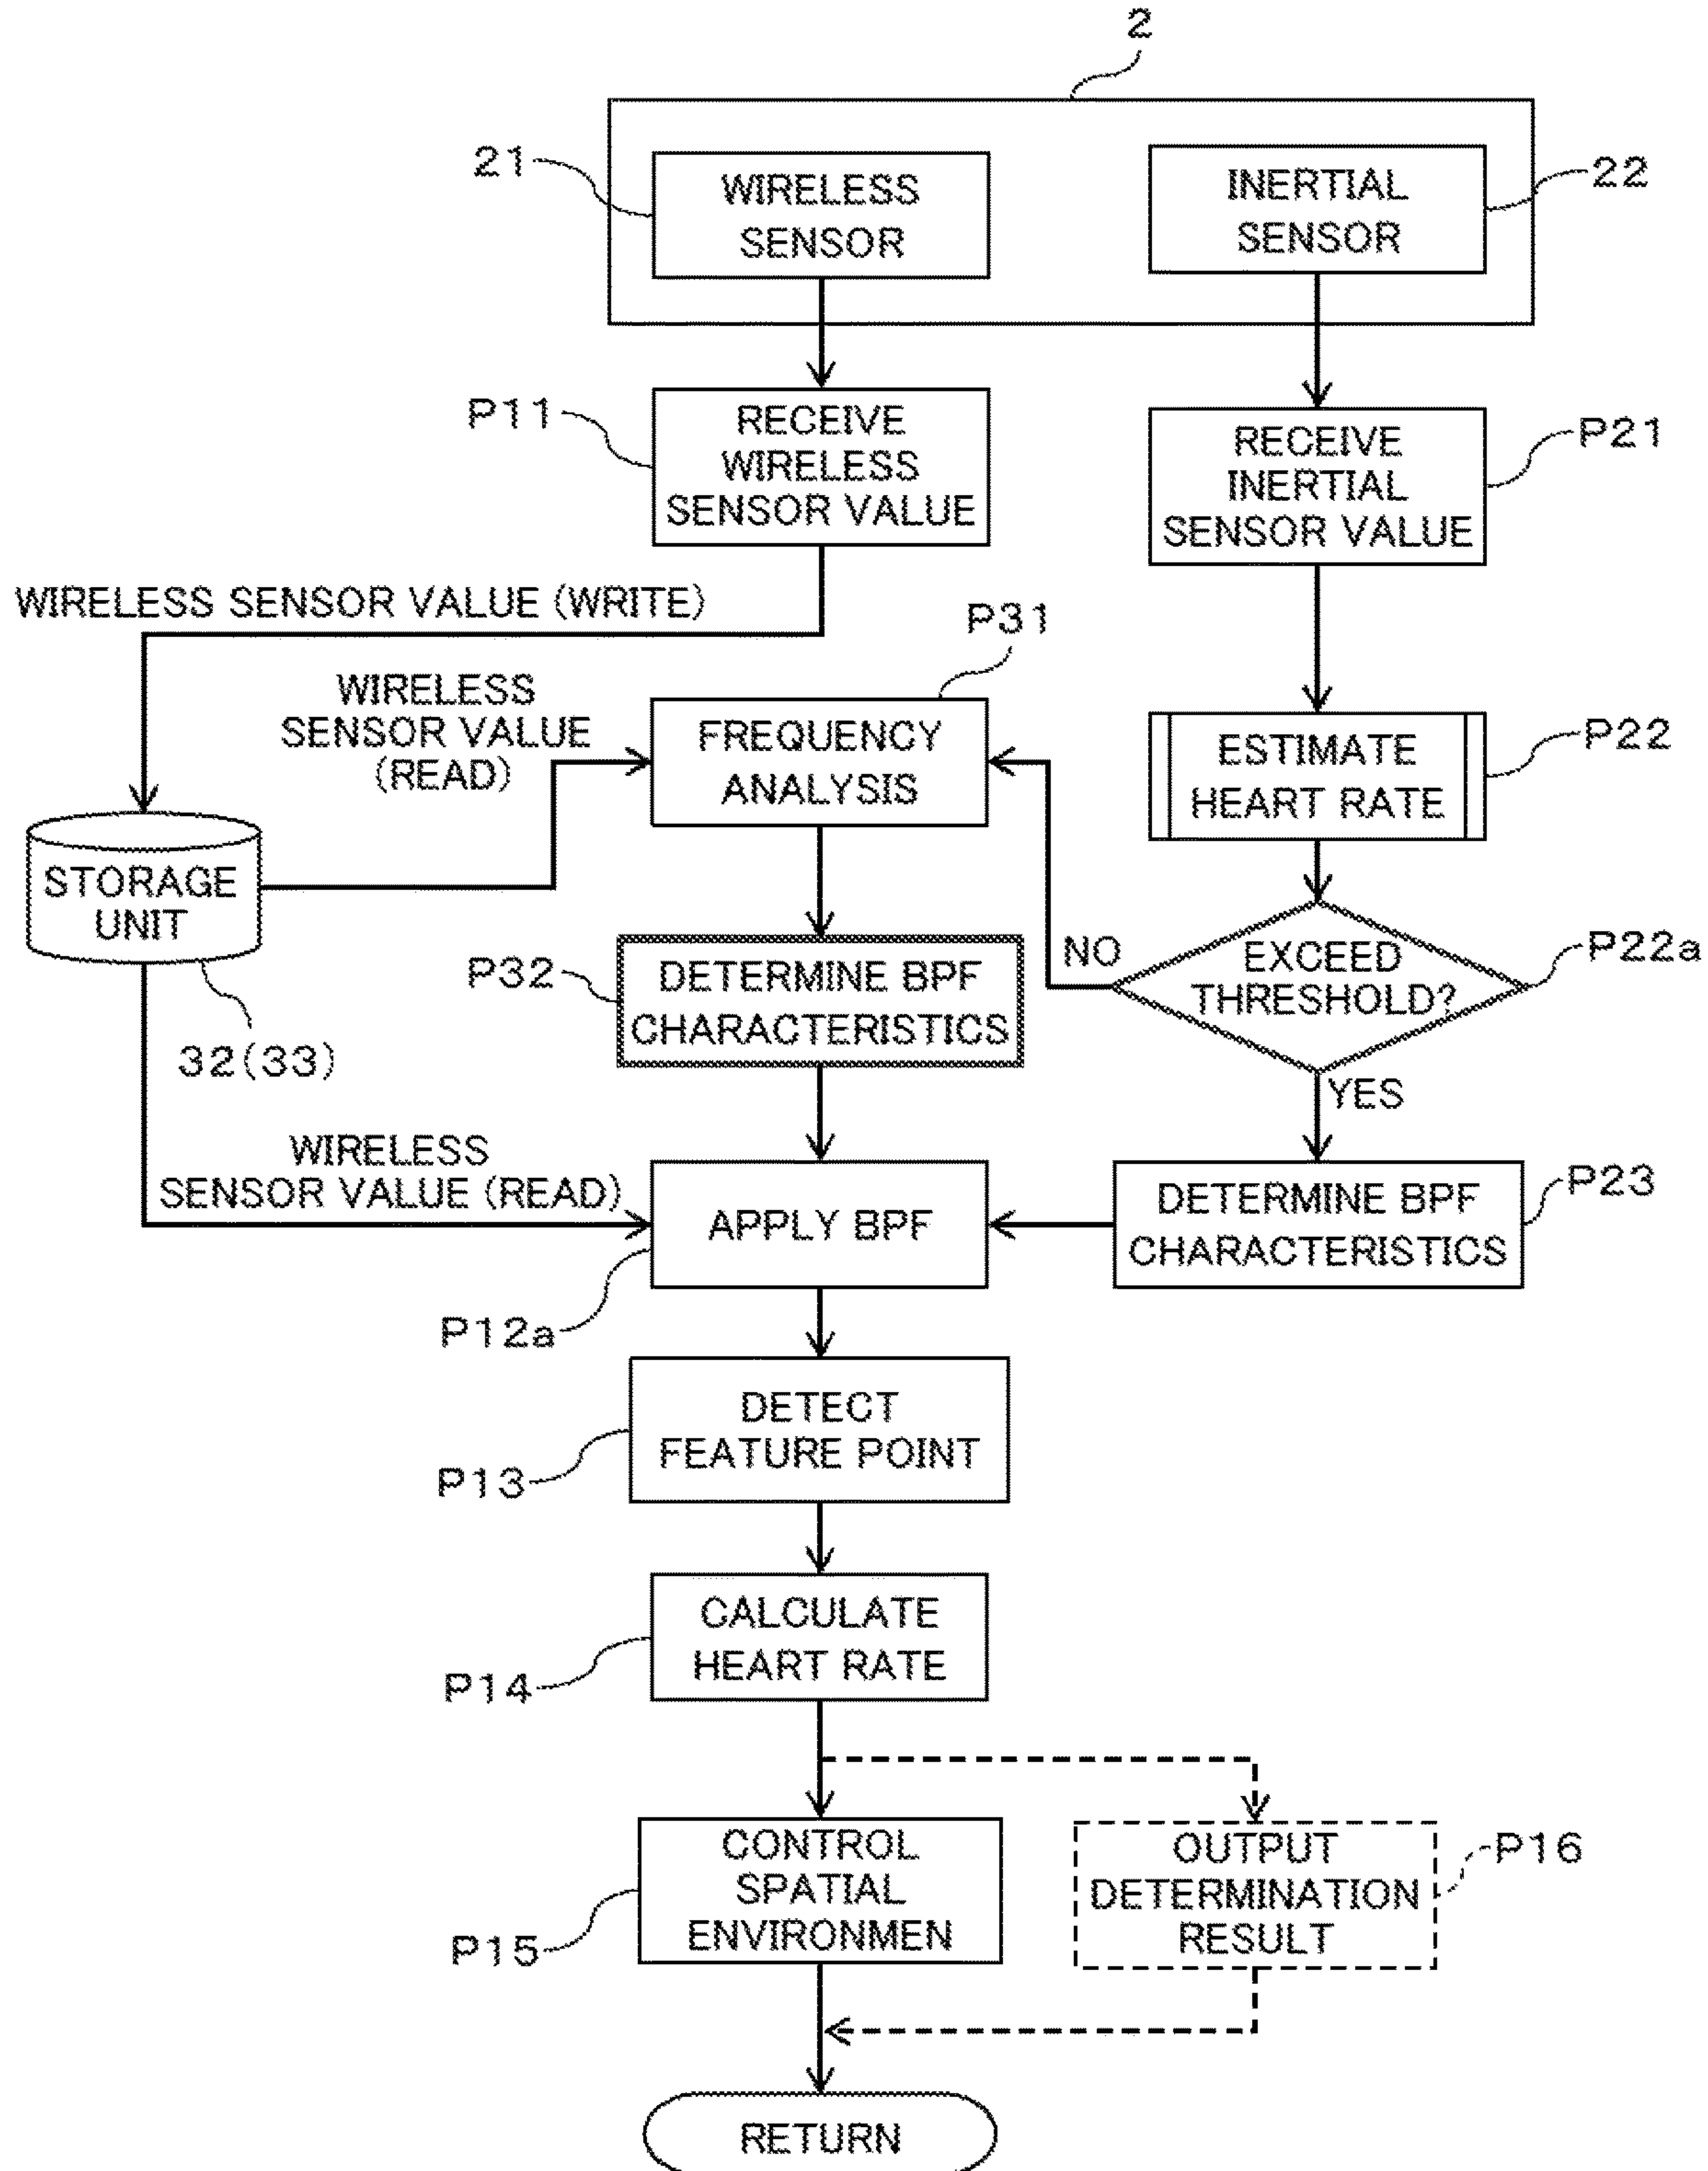 2
21
WIRELESS
SENSOR
INERTIAL
SENSOR
22
P11
RECEIVE
WIRELESS
SENSOR VALUE
RECEIVE
INERTIAL
SENSOR VALUE
P21
WIRELESS SENSOR VALUE (WRITE)
P31
WIRELESS
SENSOR VALUE
(READ)
FREQUENCY
ANALYSIS
ESTIMATE
HEART RATE
P22
STORAGE
UNIT
32(33)
P32
DETERMINE BPF
CHARACTERISTICS
NO
EXCEED
THRESHOLD?
P22a
YES
WIRELESS
SENSOR VALUE (READ)
APPLY BPF
P12a
DETERMINE BPF
CHARACTERISTICS
P23
DETECT
FEATURE POINT
P13
CALCULATE
HEART RATE
P14
CONTROL
SPATIAL
ENVIRONMEN
P15
OUTPUT
DETERMINATION
RESULT
P16
RETURN